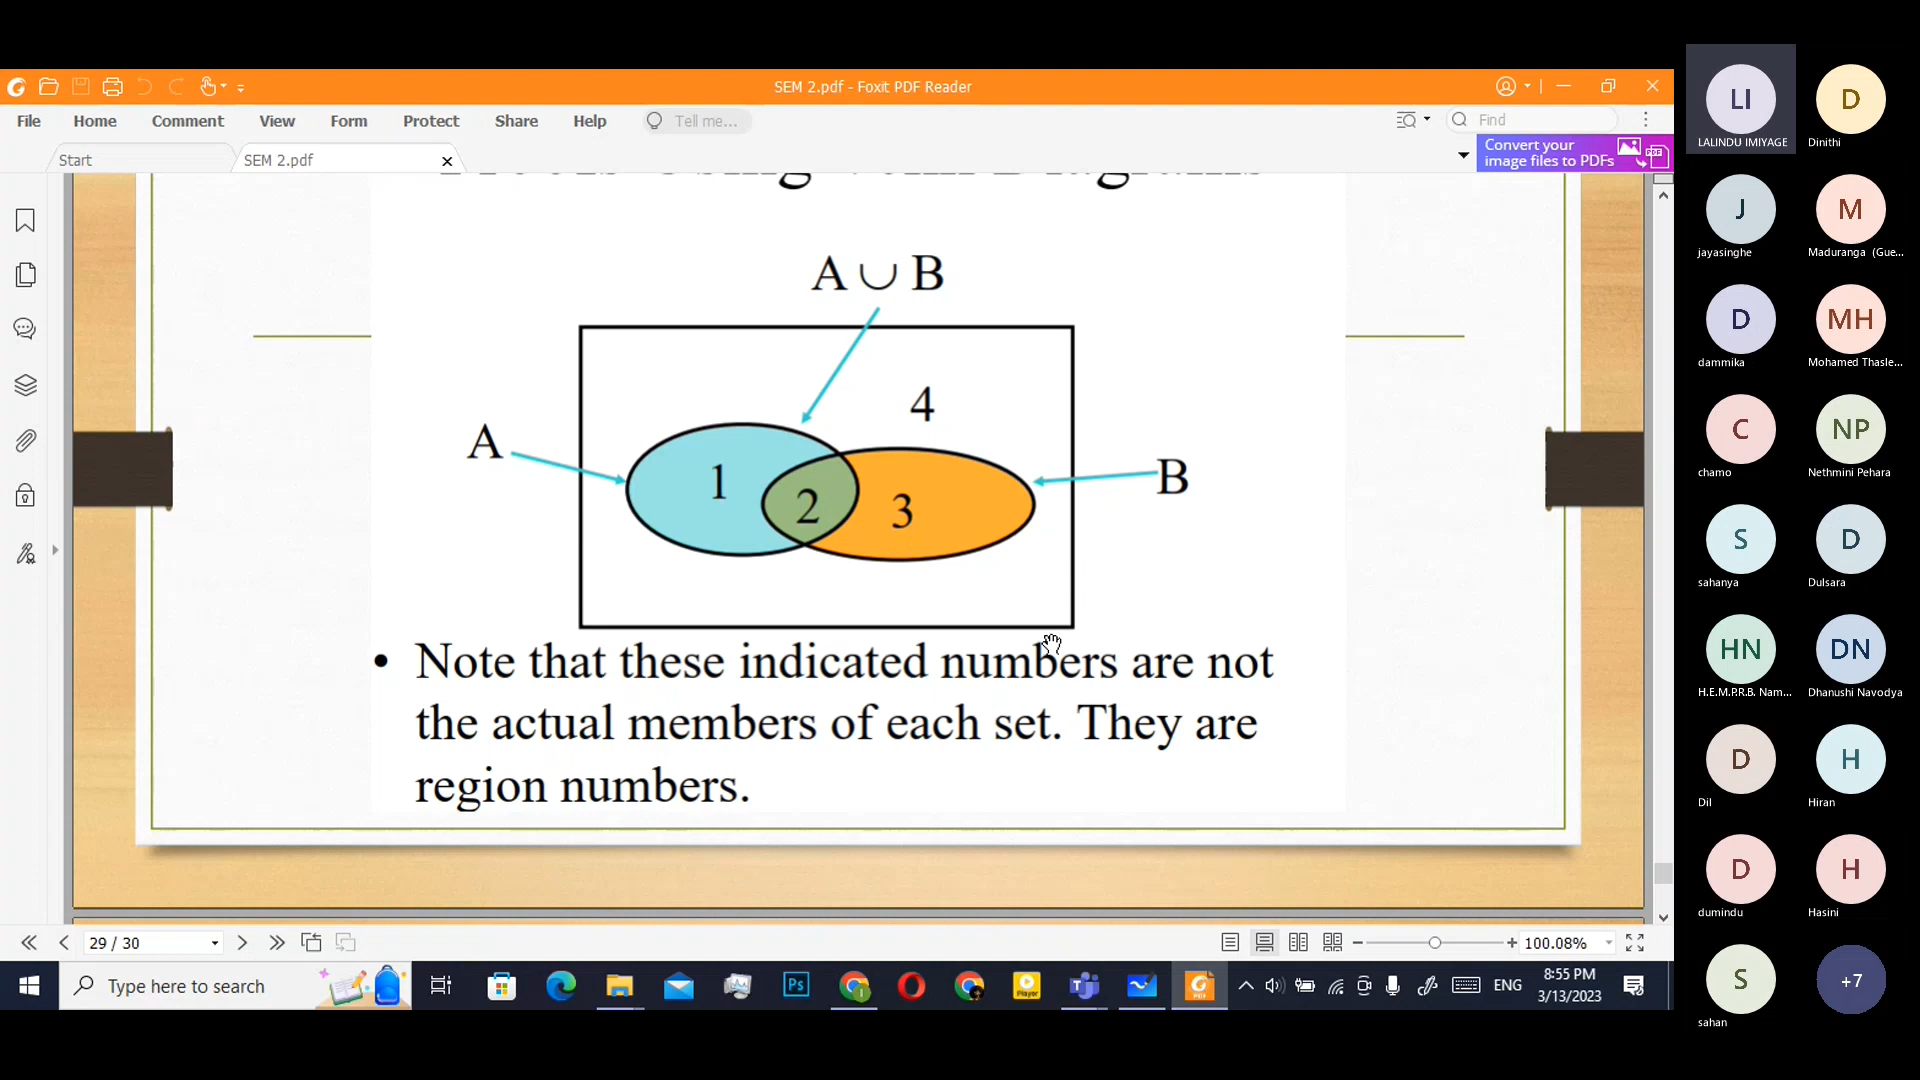 SEM 2.pdf - Foxit PDF Reader
File Home Comment View Form Protect Share Help Tell me... Find
Start SEM 2.pdf
Convert your
image files to PDFs
PDF
A ∪ B
4
A
B
1
2
3
• Note that these indicated numbers are not
the actual members of each set. They are
region numbers.
29 / 30
100.08%
Type here to search
Ps
Player
ENG
8:55 PM
3/13/2023
LI
LALINDU IMIYAGE
D
Dinithi
J
jayasinghe
M
Maduranga (Gue...
D
dammika
MH
Mohamed Thasle...
C
chamo
NP
Nethmini Pehara
S
sahanya
D
Dulsara
HN
H.E.M.P.R.B. Nam...
DN
Dhanushi Navodya
D
Dil
H
Hiran
D
dumindu
H
Hasini
S
sahan
+7